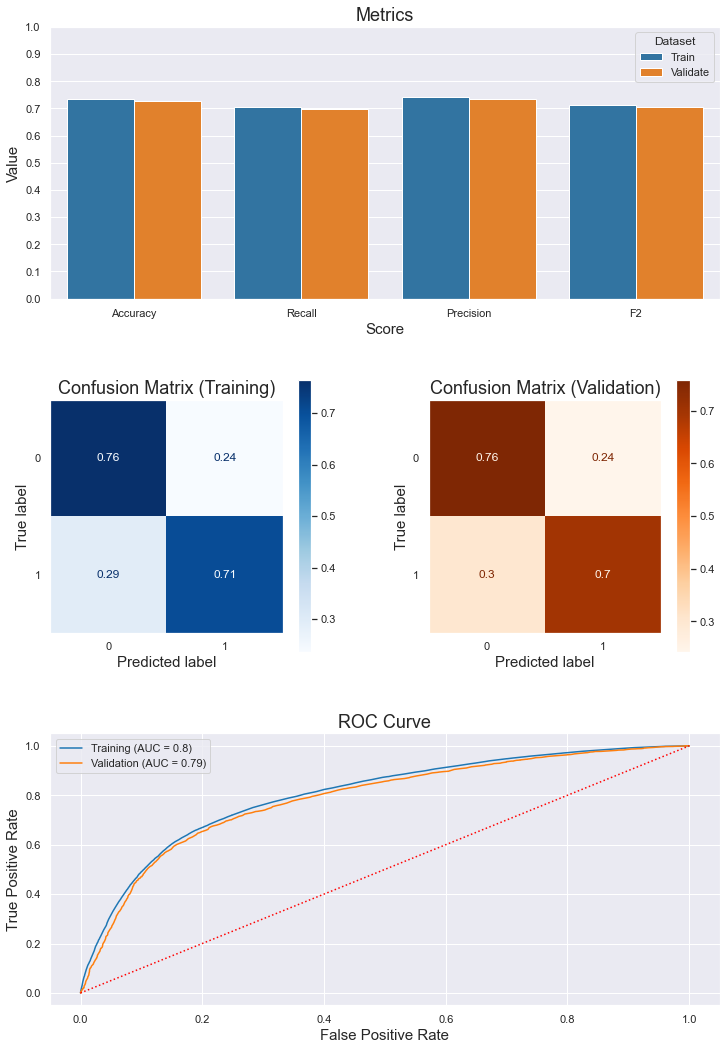 Metrics
1.0
0.9
0.8
0.7
0.6
0.5
0.4
0.3
0.2
0.1
0.0
Value
Dataset
Train
Validate
Accuracy Recall Precision F2
Score
Confusion Matrix (Training)
True label
0
1
0.76 0.24
0.29 0.71
0 1
Predicted label
0.7
0.6
0.5
0.4
0.3
Confusion Matrix (Validation)
True label
0
1
0.76 0.24
0.3 0.7
0 1
Predicted label
0.7
0.6
0.5
0.4
0.3
ROC Curve
Training (AUC = 0.8)
Validation (AUC = 0.79)
1.0
0.8
0.6
0.4
0.2
0.0
True Positive Rate
0.0 0.2 0.4 0.6 0.8 1.0
False Positive Rate